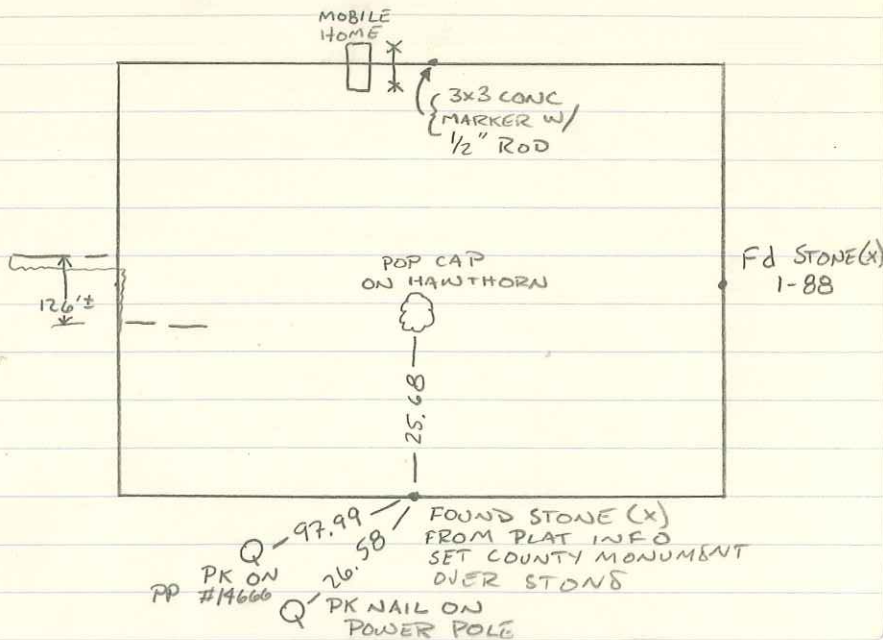 MOBILE
HOME
3x3 CONC
MARKER W/
1/2" ROD
POP CAP
ON HAWTHORN
Fd STONE(X)
1-88
126'±
25.68
97.99
26.58
FOUND STONE (X)
FROM PLAT INFO
SET COUNTY MONUMENT
OVER STONE
PK ON
PP #14666
PK NAIL ON
POWER POLE